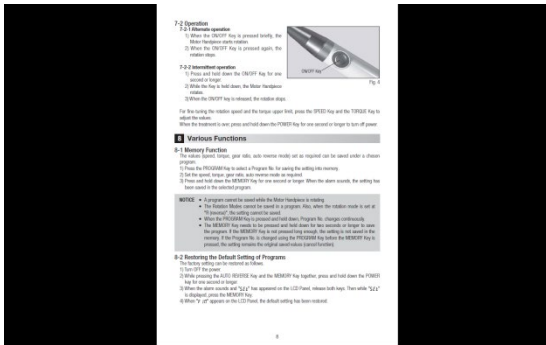 7-2 Operation
7-2-1 Alternate operation
1) When the ON/OFF Key is pressed briefly, the
Motor Handpiece starts rotation.
2) When the ON/OFF Key is pressed again, the
rotation stops.
ON/OFF Key
Fig. 6
7-2-2 Intermittent operation
1) Press and hold down the ON/OFF Key for one
second or longer.
2) While the Key is held down, the Motor Handpiece
rotates.
3) When the ON/OFF key is released, the rotation stops.
For fine tuning the rotation speed and the torque upper limit, press the SPEED Key and the TORQUE Key to
adjust the values.
When the treatment is over, press and hold down the POWER Key for one second or longer to turn off power.
8 Various Functions
8-1 Memory Function
The values (speed, torque, gear ratio, auto reverse mode) set as required can be saved under a chosen
program.
1) Press the PROGRAM Key to select a Program No. for saving the setting into memory.
2) Set the speed, torque, gear ratio, auto reverse mode as required.
3) Press and hold down the MEMORY Key for one second or longer. When the alarm sounds, the setting has
been saved in the selected program.
NOTICE • A program cannot be saved while the Motor Handpiece is rotating.
• The Rotation Modes cannot be saved in a program. Also, when the rotation mode is set at
"R (reverse)", the setting cannot be saved.
• When the PROGRAM Key is pressed and held down, Program No. changes continuously.
• The MEMORY Key needs to be pressed and held down for two seconds or longer to save
the program. If the MEMORY Key is not pressed long enough, the setting is not saved in the
memory. If the Program No. is changed using the PROGRAM Key before the MEMORY Key is
pressed, the setting remains the original saved values (cancel function).
8-2 Restoring the Default Setting of Programs
The factory setting can be restored as follows:
1) Turn OFF the power.
2) While pressing the AUTO REVERSE Key and the MEMORY Key together, press and hold down the POWER
key for one second or longer.
3) When the alarm sounds and " " has appeared on the LCD Panel, release both keys. Then while " "
is displayed, press the MEMORY Key.
4) When " " appears on the LCD Panel, the default setting has been restored.
6